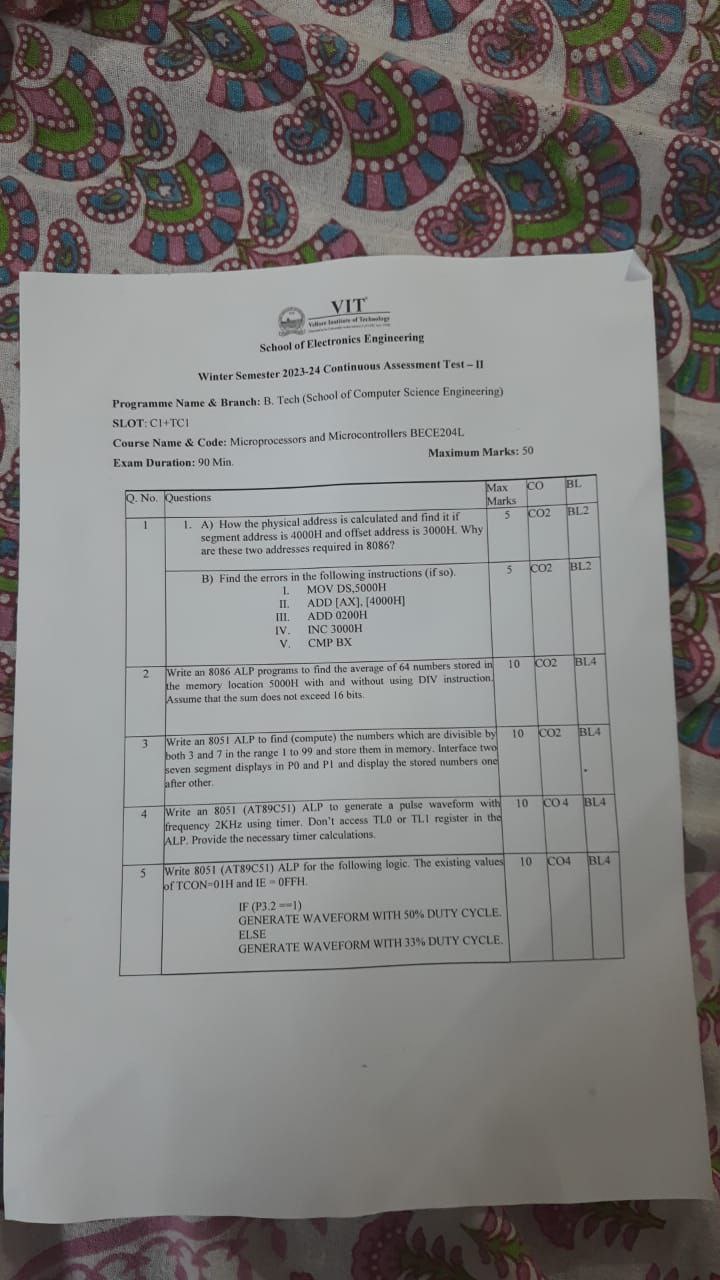 VIT
Vellore Institute of Technology
School of Electronics Engineering
Winter Semester 2023-24 Continuous Assessment Test – II
Programme Name & Branch: B. Tech (School of Computer Science Engineering)
SLOT: C1+TC1
Course Name & Code: Microprocessors and Microcontrollers BECE204L
Exam Duration: 90 Min. Maximum Marks: 50
Q. No. Questions Max Marks CO BL
1 1. A) How the physical address is calculated and find it if 5 CO2 BL2
segment address is 4000H and offset address is 3000H. Why
are these two addresses required in 8086?
B) Find the errors in the following instructions (if so). 5 CO2 BL2
I. MOV DS,5000H
II. ADD [AX], [4000H]
III. ADD 0200H
IV. INC 3000H
V. CMP BX
2 Write an 8086 ALP programs to find the average of 64 numbers stored in 10 CO2 BL4
the memory location 5000H with and without using DIV instruction.
Assume that the sum does not exceed 16 bits.
3 Write an 8051 ALP to find (compute) the numbers which are divisible by 10 CO2 BL4
both 3 and 7 in the range 1 to 99 and store them in memory. Interface two
seven segment displays in P0 and P1 and display the stored numbers one
after other.
4 Write an 8051 (AT89C51) ALP to generate a pulse waveform with 10 CO 4 BL4
frequency 2KHz using timer. Don't access TL0 or TL1 register in the
ALP. Provide the necessary timer calculations.
5 Write 8051 (AT89C51) ALP for the following logic. The existing values 10 CO4 BL4
of TCON=01H and IE = 0FFH.
IF (P3.2 ==1)
GENERATE WAVEFORM WITH 50% DUTY CYCLE.
ELSE
GENERATE WAVEFORM WITH 33% DUTY CYCLE.